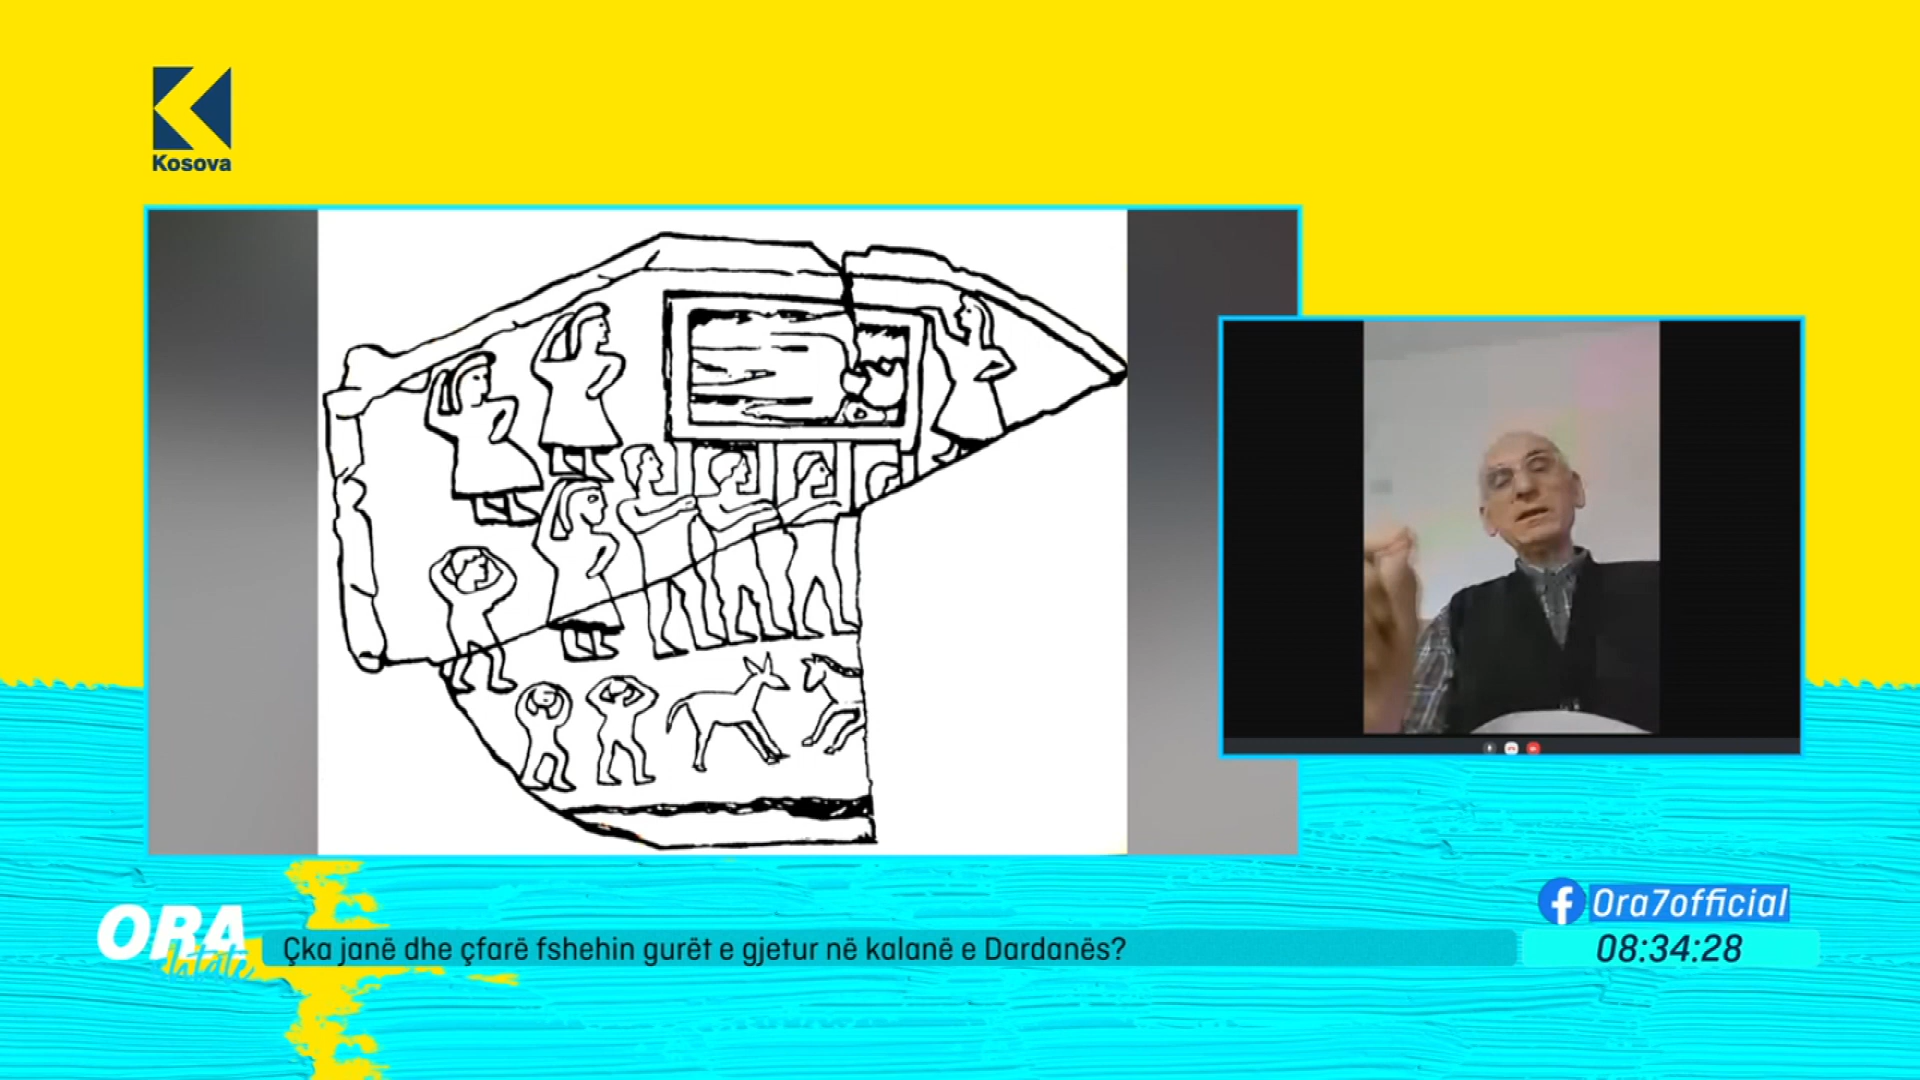 Kosova
ORA
Çka janë dhe çfarë fshehin gurët e gjetur në kalanë e Dardanës?
Ora7official
08:34:28